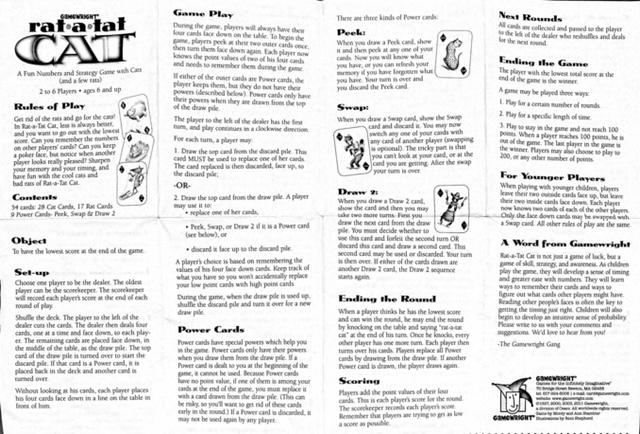 GAMEWRIGHT®
rat·a·tat
CAT
A Fun Numbers and Strategy Game with Cats
(and a few rats)
2 to 6 Players • ages 6 and up
Rules of Play
Get rid of the rats and go for the cats!
In Rat-a-Tat Cat, less is always better,
and you want to go out with the lowest
score. Can you remember the numbers
on other players' cards? Can you keep
a poker face, but notice when another
player looks really pleased? Sharpen
your memory and your timing, and
have fun with the cool cats and
bad rats of Rat-a-Tat Cat.
Contents
54 cards: 28 Cat Cards, 17 Rat Cards
9 Power Cards- Peek, Swap & Draw 2
Object
To have the lowest score at the end of the game.
Set-up
Choose one player to be the dealer. The oldest
player can be the scorekeeper. The scorekeeper
will record each player's score at the end of each
round of play.
Shuffle the deck. The player to the left of the
dealer cuts the cards. The dealer then deals four
cards, one at a time and face down, to each play-
er. The remaining cards are placed face down, in
the middle of the table, as the draw pile. The top
card of the draw pile is turned over to start the
discard pile. If that card is a Power card, it is
placed back in the deck and another card is
turned over.
Without looking at his cards, each player places
his four cards face down in a line on the table in
front of him.
Game Play
During the game, players will always have their
four cards face down on the table. To begin the
game, players peek at their two outer cards once,
then turn them face down again. Each player now
knows the point values of two of his four cards
and needs to remember them during the game.
If either of the outer cards are Power cards, the
player keeps them, but they do not have their
powers (described below). Power cards only have
their powers when they are drawn from the top
of the draw pile.
The player to the left of the dealer has the first
turn, and play continues in a clockwise direction.
For each turn, a player may:
1. Draw the top card from the discard pile. This
card MUST be used to replace one of her cards.
The card replaced is then discarded, face up, to
the discard pile;
-OR-
2. Draw the top card from the draw pile. A player
may use it to:
• replace one of her cards,
• Peek, Swap, or Draw 2 if it is a Power card
(see below), or
• discard it face up to the discard pile.
A player's choice is based on remembering the
values of his four face down cards. Keep track of
what you have so you won't accidentally replace
your low point cards with high point cards.
During the game, when the draw pile is used up,
shuffle the discard pile and turn it over for a new
draw pile.
Power Cards
Power cards have special powers which help you
in the game. Power cards only have their powers
when you draw them from the draw pile. If a
Power card is dealt to you at the beginning of
the game, it cannot be used. Because Power cards
have no point value, if one of them is among your
cards at the end of the game, you must replace it
with a card drawn from the draw pile. (This can
be risky, so you'll want to get rid of these cards
early in the round.) If a Power card is discarded, it
may not be used again by any player.
There are three kinds of Power cards:
Peek:
When you draw a Peek card, show
it and then peek at any one of your
cards. Now you will know what
you have, or you can refresh your
memory if you have forgotten what
you have. Your turn is over and
you discard the Peek card.
Swap:
When you draw a Swap card, show the Swap
card and discard it. You may now
switch any one of your cards with
any card of another player (swapping
is optional). The tricky part is that
you can't look at your card, or at the
card you are getting. After the swap
your turn is over.
Draw 2:
When you draw a Draw 2 card,
show the card and then you may
take two more turns. First you
draw the next card from the draw
pile. You must decide whether to
use this card and forfeit the second turn OR
discard this card and draw a second card. This
second card may be used or discarded. Your turn
is then over. If either of the cards drawn are
another Draw 2 card, the Draw 2 sequence
starts again.
Ending the Round
When a player thinks he has the lowest score
and can win the round, he may end the round
by knocking on the table and saying "rat-a-tat
cat" at the end of his turn. Once he knocks, every
other player has one more turn. Each player then
turns over his cards. Players replace all Power
cards by drawing from the draw pile. If another
Power card is drawn, the player draws again.
Scoring
Players add the point values of their four
cards. This is each player's score for the round.
The Scorekeeper records each player's score.
Remember that players are trying to get as low
a score as possible.
Next Rounds
All cards are collected and passed to the player
to the left of the dealer who reshuffles and deals
for the next round.
Ending the Game
The player with the lowest total score at the
end of the game is the winner.
A game may be played three ways:
1. Play for a certain number of rounds.
2. Play for a specific length of time.
3. Play to stay in the game and not reach 100
points. When a player reaches 100 points, he is
out of the game. The last player in the game is
the winner. Players may also choose to play to
200, or any other number of points.
For Younger Players
When playing with younger children, players
leave their two outside cards face up, but leave
their two inside cards face down. Each player
now knows two cards of each of the other players.
Only the face down cards may be swapped with
a Swap card. All other rules of play are the same.
A Word from Gamewright
Rat-a-Tat Cat is not just a game of luck, but a
game of skill, strategy, and awareness. As children
play the game, they will develop a sense of timing
and greater ease with numbers. They will learn
ways to remember their cards and ways to
figure out what cards other players might have.
Reading other people's faces is often the key to
getting the timing just right. Children will also
begin to develop an intuitive sense of probability.
Please write to us with your comments and
suggestions. We'd love to hear from you!
-The Gamewright Gang
GAMEWRIGHT®
Games for the Infinitely Imaginative®
70 Bridge Street Newton, MA 02458
tel: 617-924-6006 | e-mail: cats@gamewright.com
website: www.gamewright.com
©1997, 2000, 2003, 2011 Gamewright,
a division of Ceaco All worldwide rights reserved.
Game by Monty and Ann Stambler
Illustrations by Roni Shepherd
GAMEWRIGHT